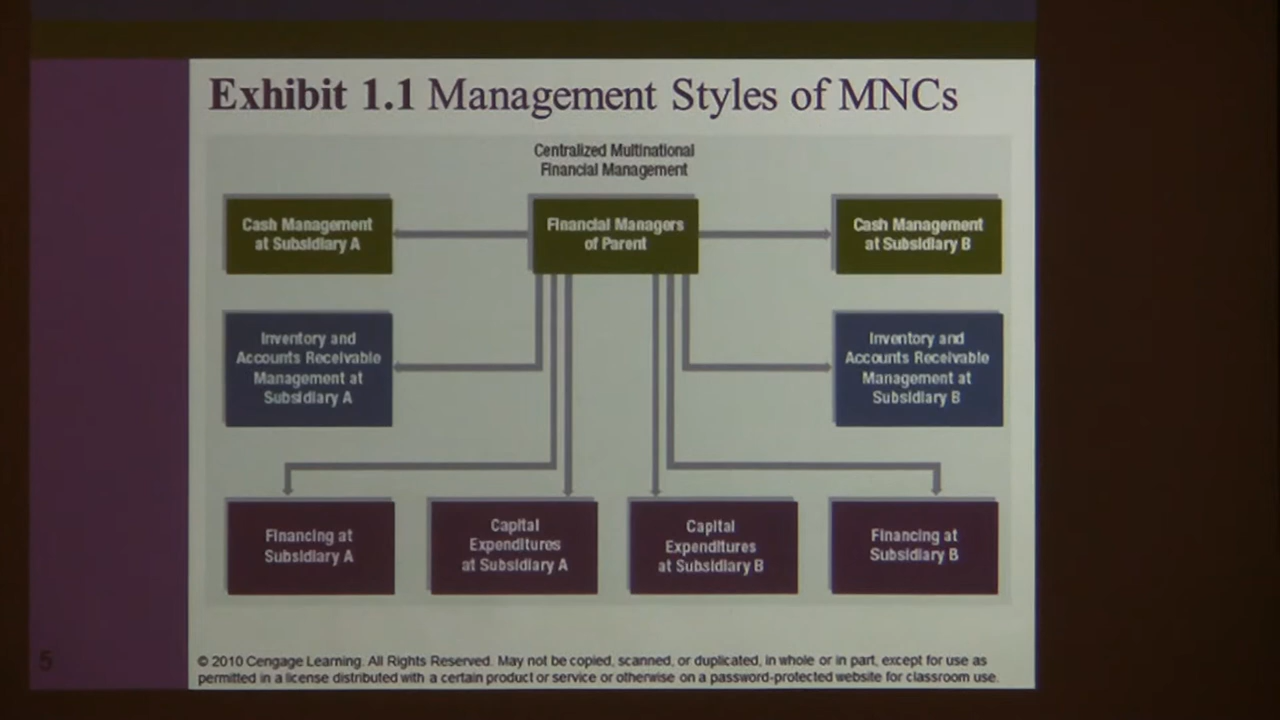 Exhibit 1.1 Management Styles of MNCs
Centralized Multinational
Financial Management
Cash Management
at Subsidiary A
Financial Managers
of Parent
Cash Management
at Subsidiary B
Inventory and
Accounts Receivable
Management at
Subsidiary A
Inventory and
Accounts Receivable
Management at
Subsidiary B
Financing at
Subsidiary A
Capital
Expenditures
at Subsidiary A
Capital
Expenditures
at Subsidiary B
Financing at
Subsidiary B
5
© 2010 Cengage Learning. All Rights Reserved. May not be copied, scanned, or duplicated, in whole or in part, except for use as
permitted in a license distributed with a certain product or service or otherwise on a password-protected website for classroom use.